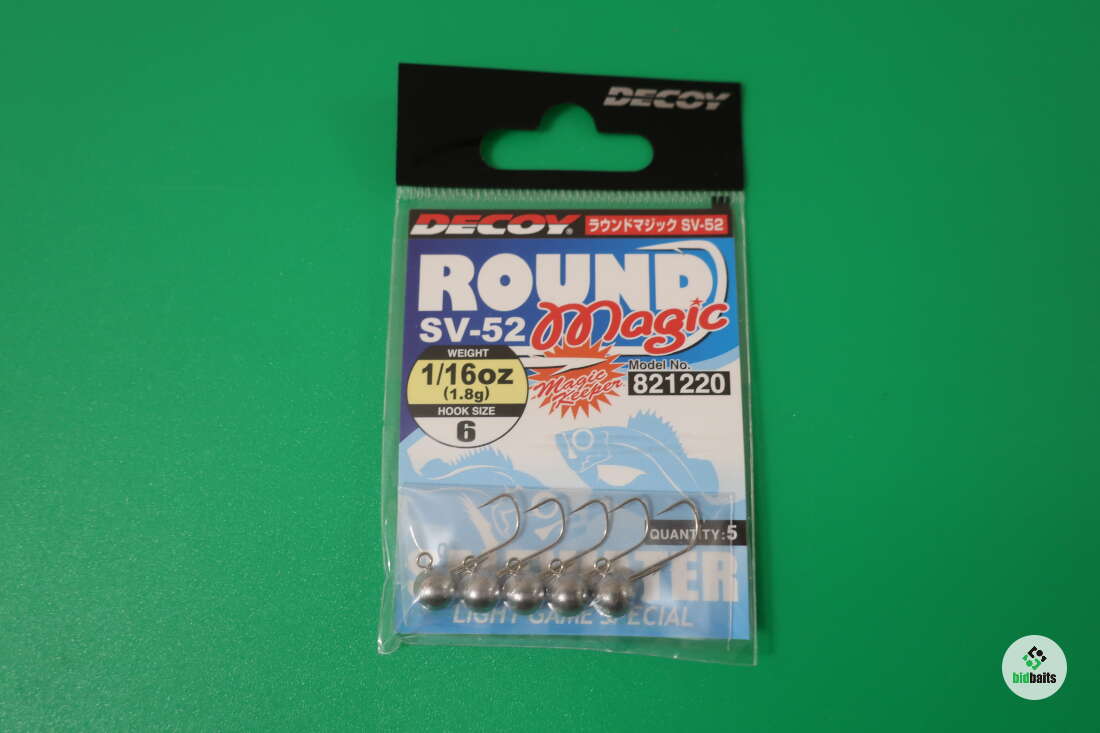 DECOY
DECOY® ラウンドマジック SV-52
ROUND
SV-52 Magic
WEIGHT
1/16oz
(1.8g)
HOOK SIZE
6
Magic
Keeper
Model No.
821220
QUANTITY:5
LIGHT GAME SPECIAL
bidbaits